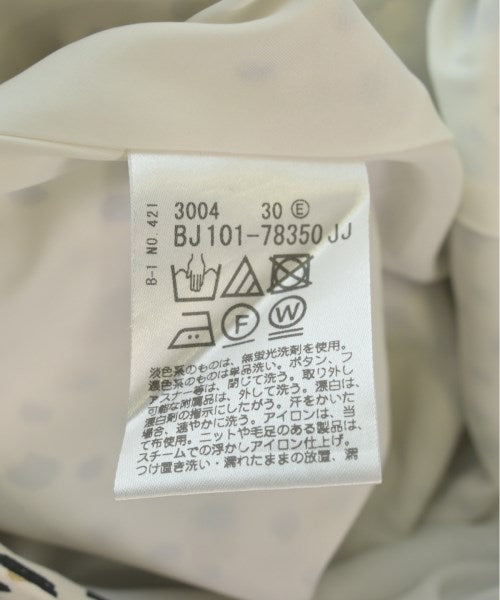 B-1 NO.421
3004 30 Ⓔ
BJ101-78350JJ
F W
淡色系のものは、無蛍光洗剤を使用。
濃色系のものは単品洗い。ボタン、フ
ァスナー等は、閉じて洗う。取り外し
可能な附属品は、外して洗う。漂白は、
漂白剤の指示にしたがう。汗をかいた
場合、速やかに洗う。アイロンは、当
て布使用。ニットや毛足のある製品は、
スチームでの浮かしアイロン仕上げ。
つけ置き洗い・濡れたままの放置、濡